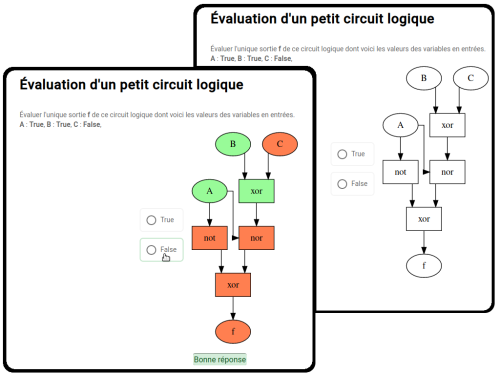 Évaluation d'un petit circuit logique
Évaluer l'unique sortie f de ce circuit logique dont voici les valeurs des variables en entrées.
A : True, B : True, C : False,
B
C
A
xor
True
not
nor
False
xor
f
Évaluation d'un petit circuit logique
Évaluer l'unique sortie f de ce circuit logique dont voici les valeurs des variables en entrées.
A : True, B : True, C : False,
B
C
A
xor
True
not
nor
False
xor
f
Bonne réponse